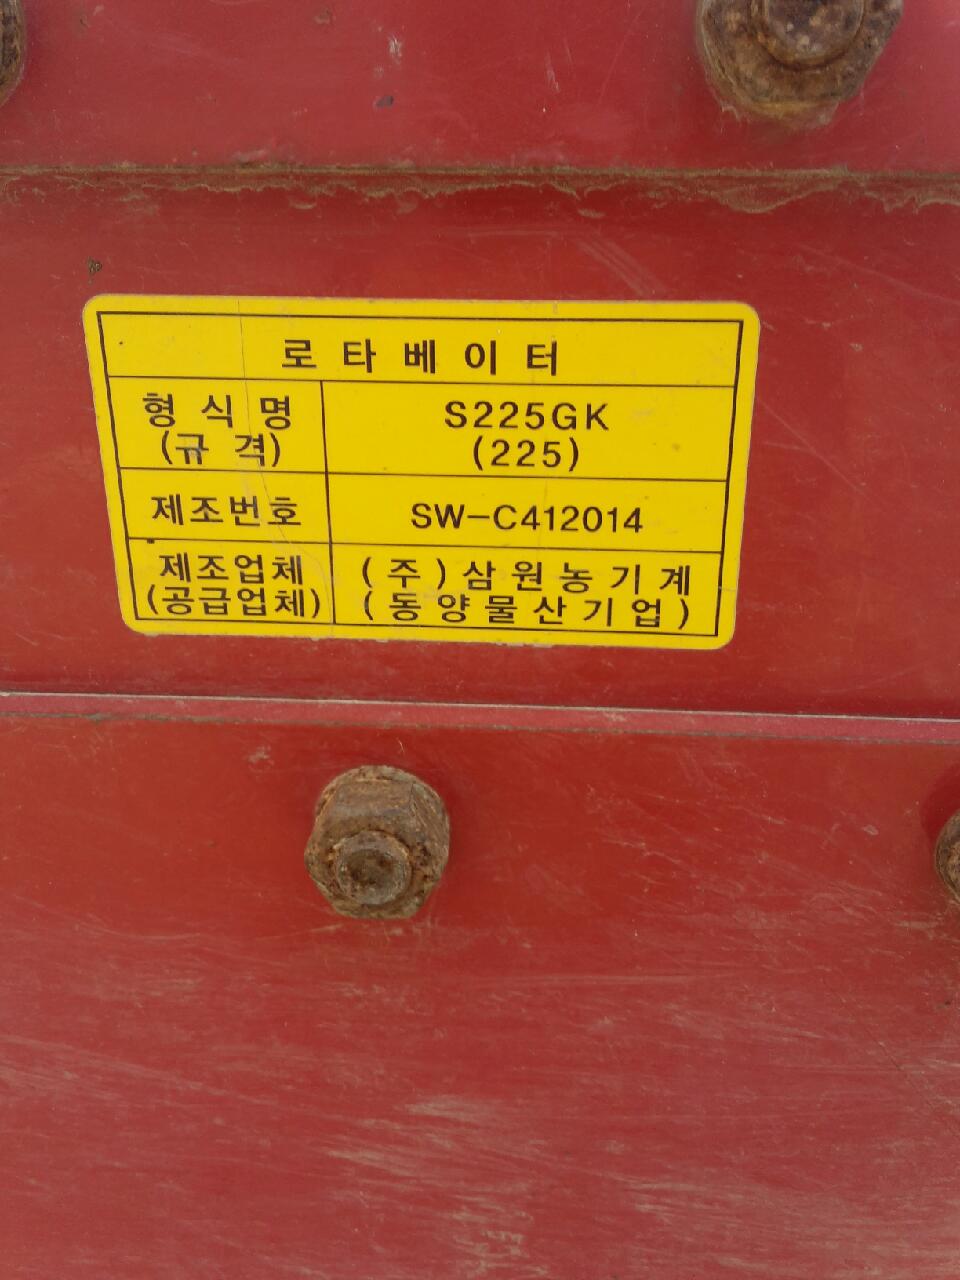 로타베이터
형식명 S225GK
(규격) (225)
제조번호 SW-C412014
제조업체 (주)삼원농기계
(공급업체) (동양물산기업)